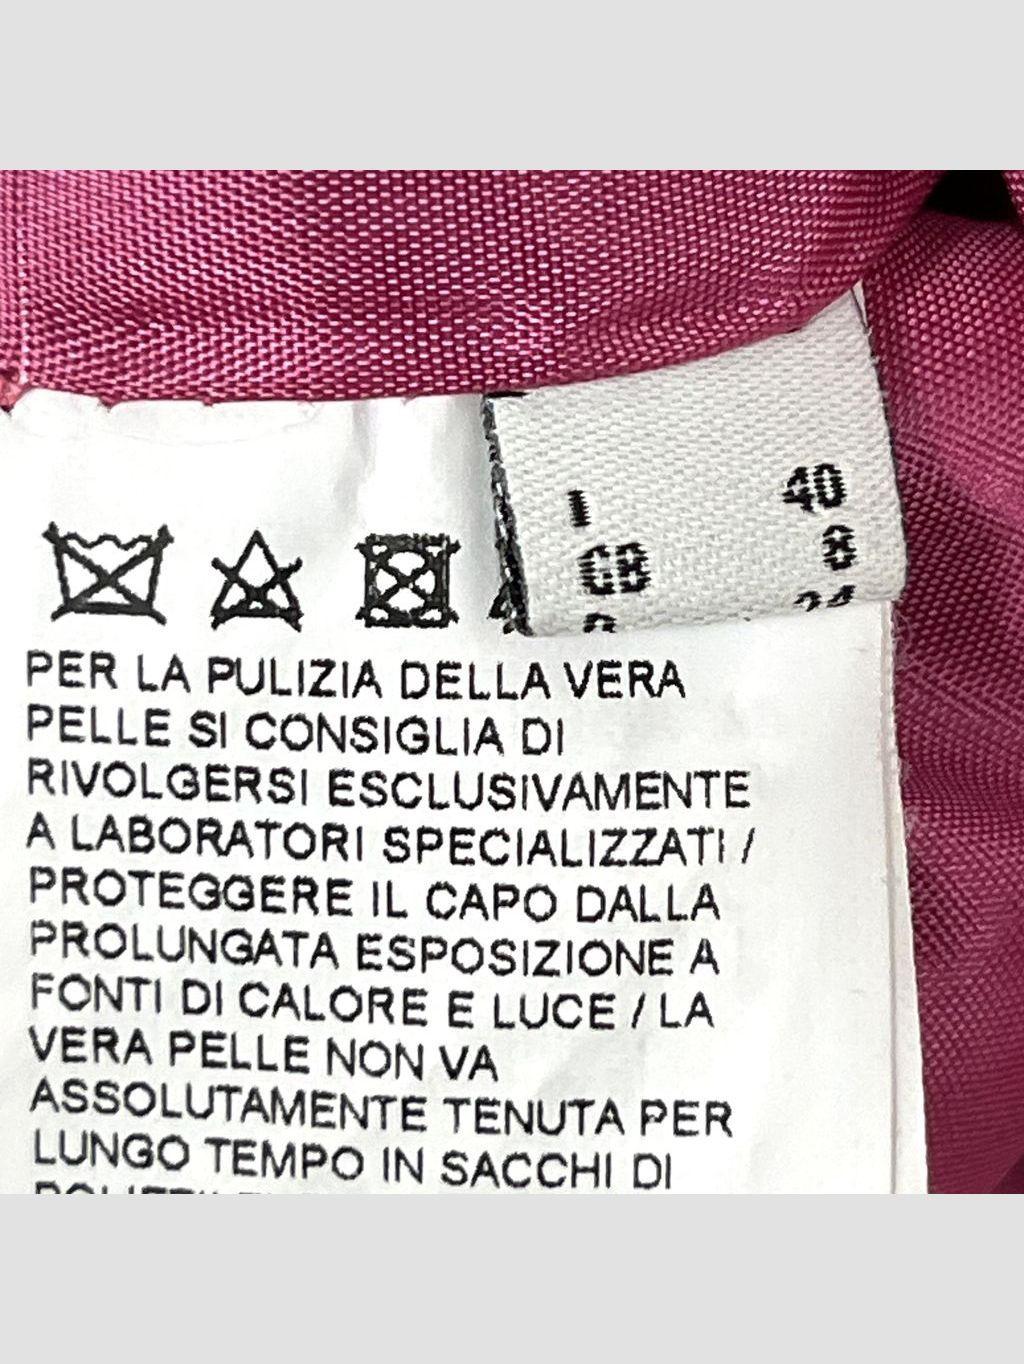 I 40
GB 8
PER LA PULIZIA DELLA VERA
PELLE SI CONSIGLIA DI
RIVOLGERSI ESCLUSIVAMENTE
A LABORATORI SPECIALIZZATI /
PROTEGGERE IL CAPO DALLA
PROLUNGATA ESPOSIZIONE A
FONTI DI CALORE E LUCE / LA
VERA PELLE NON VA
ASSOLUTAMENTE TENUTA PER
LUNGO TEMPO IN SACCHI DI